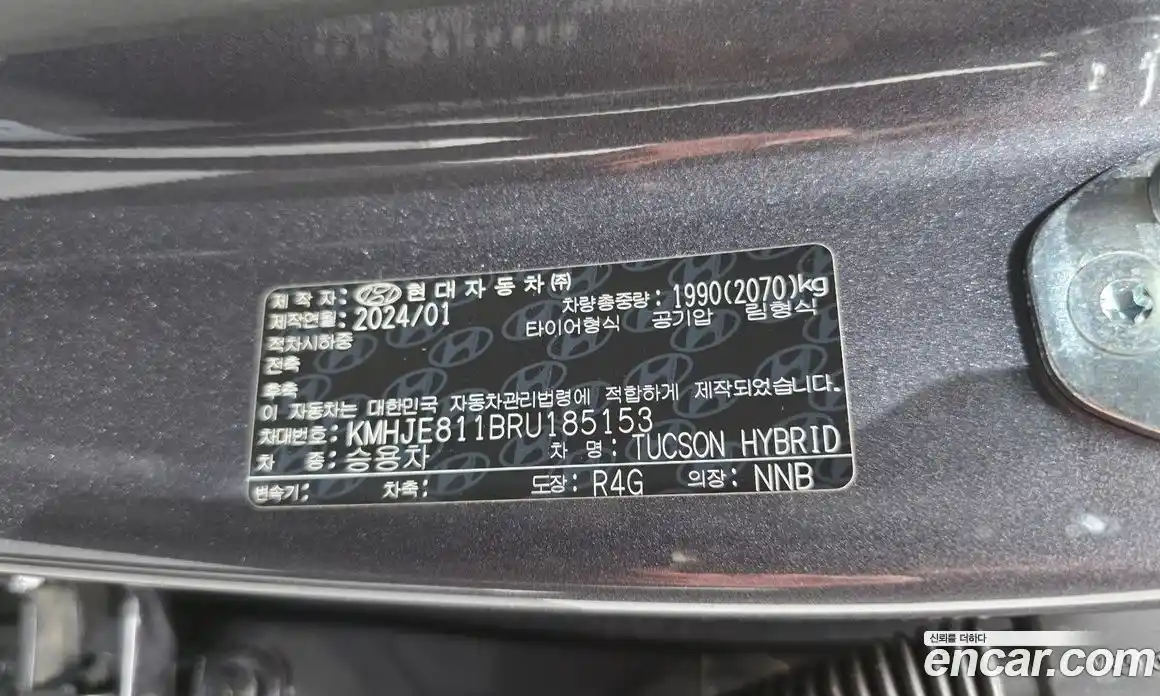 제 작 자: 현대자동차㈜
차량총중량: 1990(2070)kg
제작연월: 2024/01
타이어형식 공기압 림형식
적차시하중
전축
후축
이 자동차는 대한민국 자동차관리법령에 적합하게 제작되었습니다.
차대번호: KMHJE811BRU185153
차 종: 승용차 차 명: TUCSON HYBRID
변속기: 차축: 도장: R4G 의장: NNB
신뢰를 더하다
encar.com